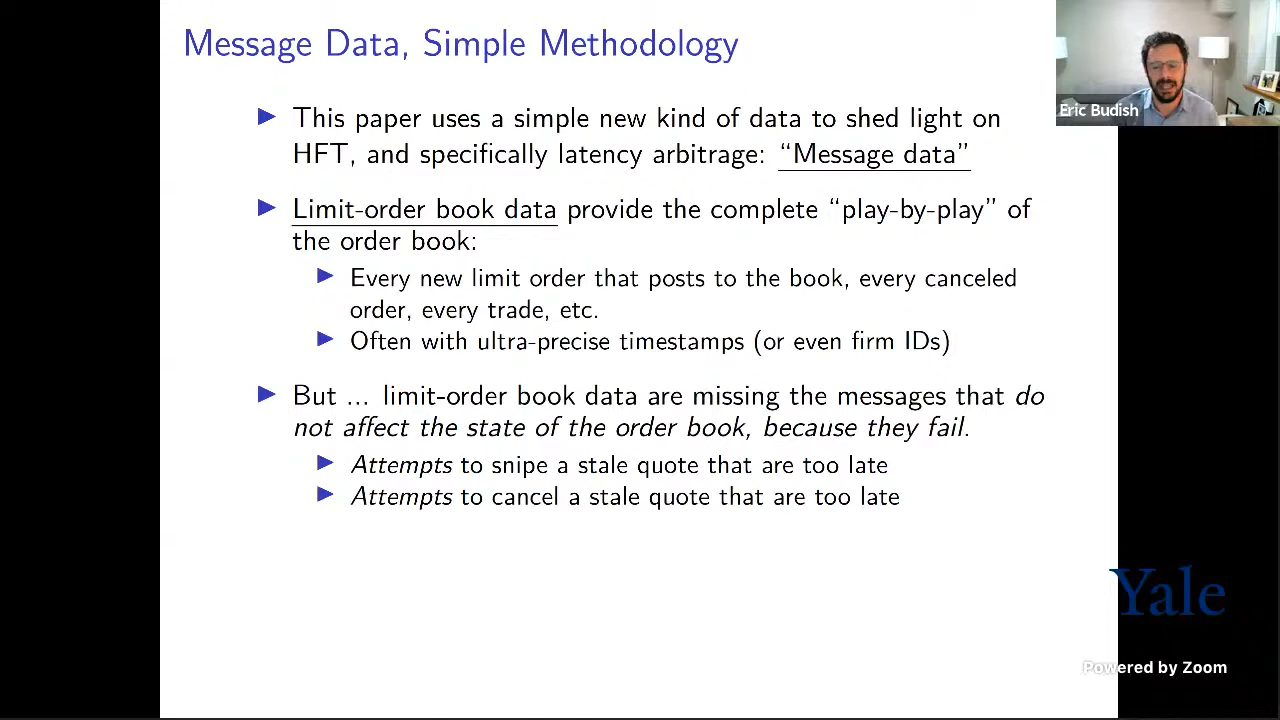 Message Data, Simple Methodology
Eric Budish
▶ This paper uses a simple new kind of data to shed light on
HFT, and specifically latency arbitrage: “Message data”
▶ Limit-order book data provide the complete “play-by-play” of
the order book:
▶ Every new limit order that posts to the book, every canceled
order, every trade, etc.
▶ Often with ultra-precise timestamps (or even firm IDs)
▶ But ... limit-order book data are missing the messages that do
not affect the state of the order book, because they fail.
▶ Attempts to snipe a stale quote that are too late
▶ Attempts to cancel a stale quote that are too late
Yale
Powered by Zoom